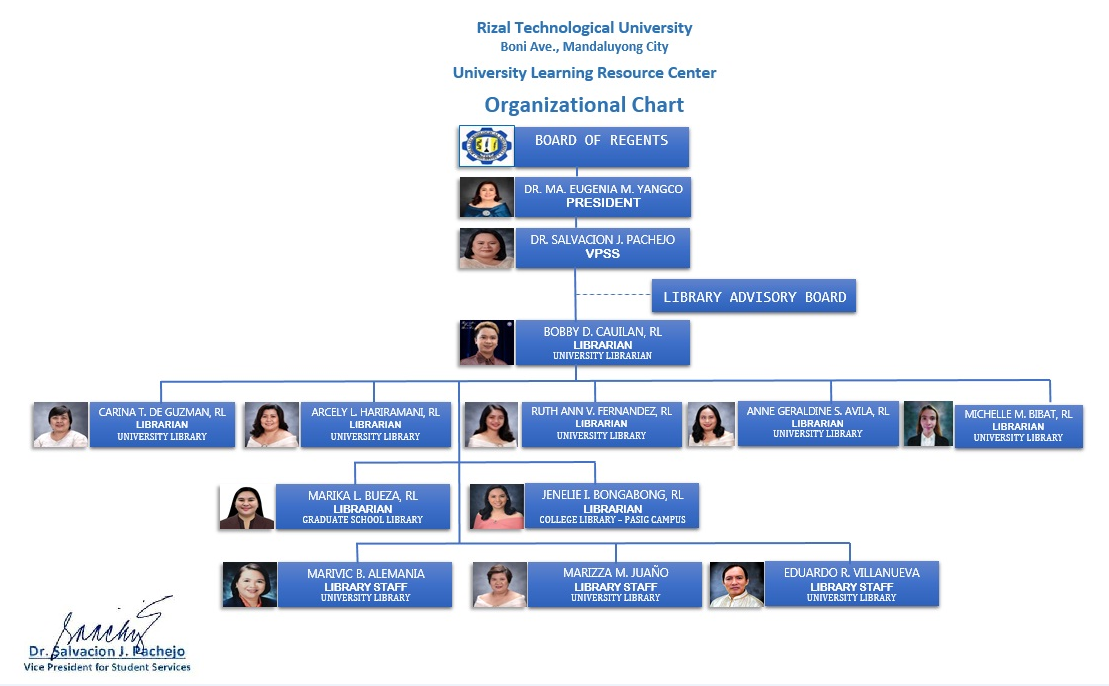 Rizal Technological University
Boni Ave., Mandaluyong City
University Learning Resource Center
Organizational Chart
BOARD OF REGENTS
DR. MA. EUGENIA M. YANGCO
PRESIDENT
DR. SALVACION J. PACHEJO
VPSS
LIBRARY ADVISORY BOARD
BOBBY D. CAUILAN, RL
LIBRARIAN
UNIVERSITY LIBRARIAN
CARINA T. DE GUZMAN, RL
LIBRARIAN
UNIVERSITY LIBRARY
ARCELY L. HARIRAMANI, RL
LIBRARIAN
UNIVERSITY LIBRARY
RUTH ANN V. FERNANDEZ, RL
LIBRARIAN
UNIVERSITY LIBRARY
ANNE GERALDINE S. AVILA, RL
LIBRARIAN
UNIVERSITY LIBRARY
MICHELLE M. BIBAT, RL
LIBRARIAN
UNIVERSITY LIBRARY
MARIKA L. BUEZA, RL
LIBRARIAN
GRADUATE SCHOOL LIBRARY
JENELIE I. BONGABONG, RL
LIBRARIAN
COLLEGE LIBRARY – PASIG CAMPUS
MARIVIC B. ALEMANIA
LIBRARY STAFF
UNIVERSITY LIBRARY
MARIZZA M. JUAÑO
LIBRARY STAFF
UNIVERSITY LIBRARY
EDUARDO R. VILLANUEVA
LIBRARY STAFF
UNIVERSITY LIBRARY
Dr. Salvacion J. Pachejo
Vice President for Student Services